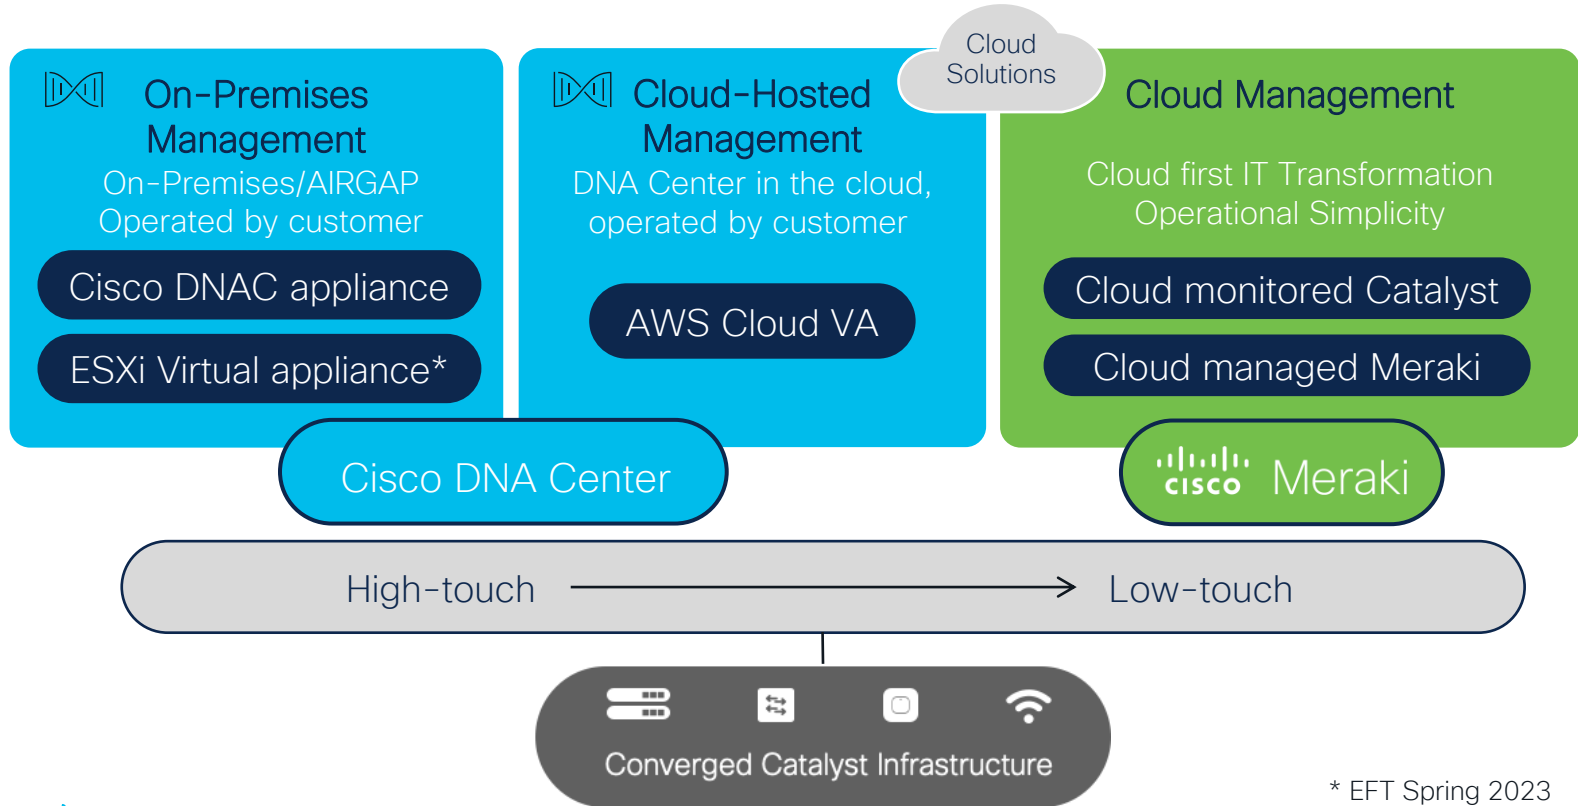 Cloud
Solutions
On-Premises
Management
On-Premises/AIRGAP
Operated by customer
Cisco DNAC appliance
ESXi Virtual appliance*
Cloud-Hosted
Management
DNA Center in the cloud,
operated by customer
AWS Cloud VA
Cloud Management
Cloud first IT Transformation
Operational Simplicity
Cloud monitored Catalyst
Cloud managed Meraki
Cisco DNA Center
CISCO Meraki
High-touch
Low-touch
Converged Catalyst Infrastructure
* EFT Spring 2023